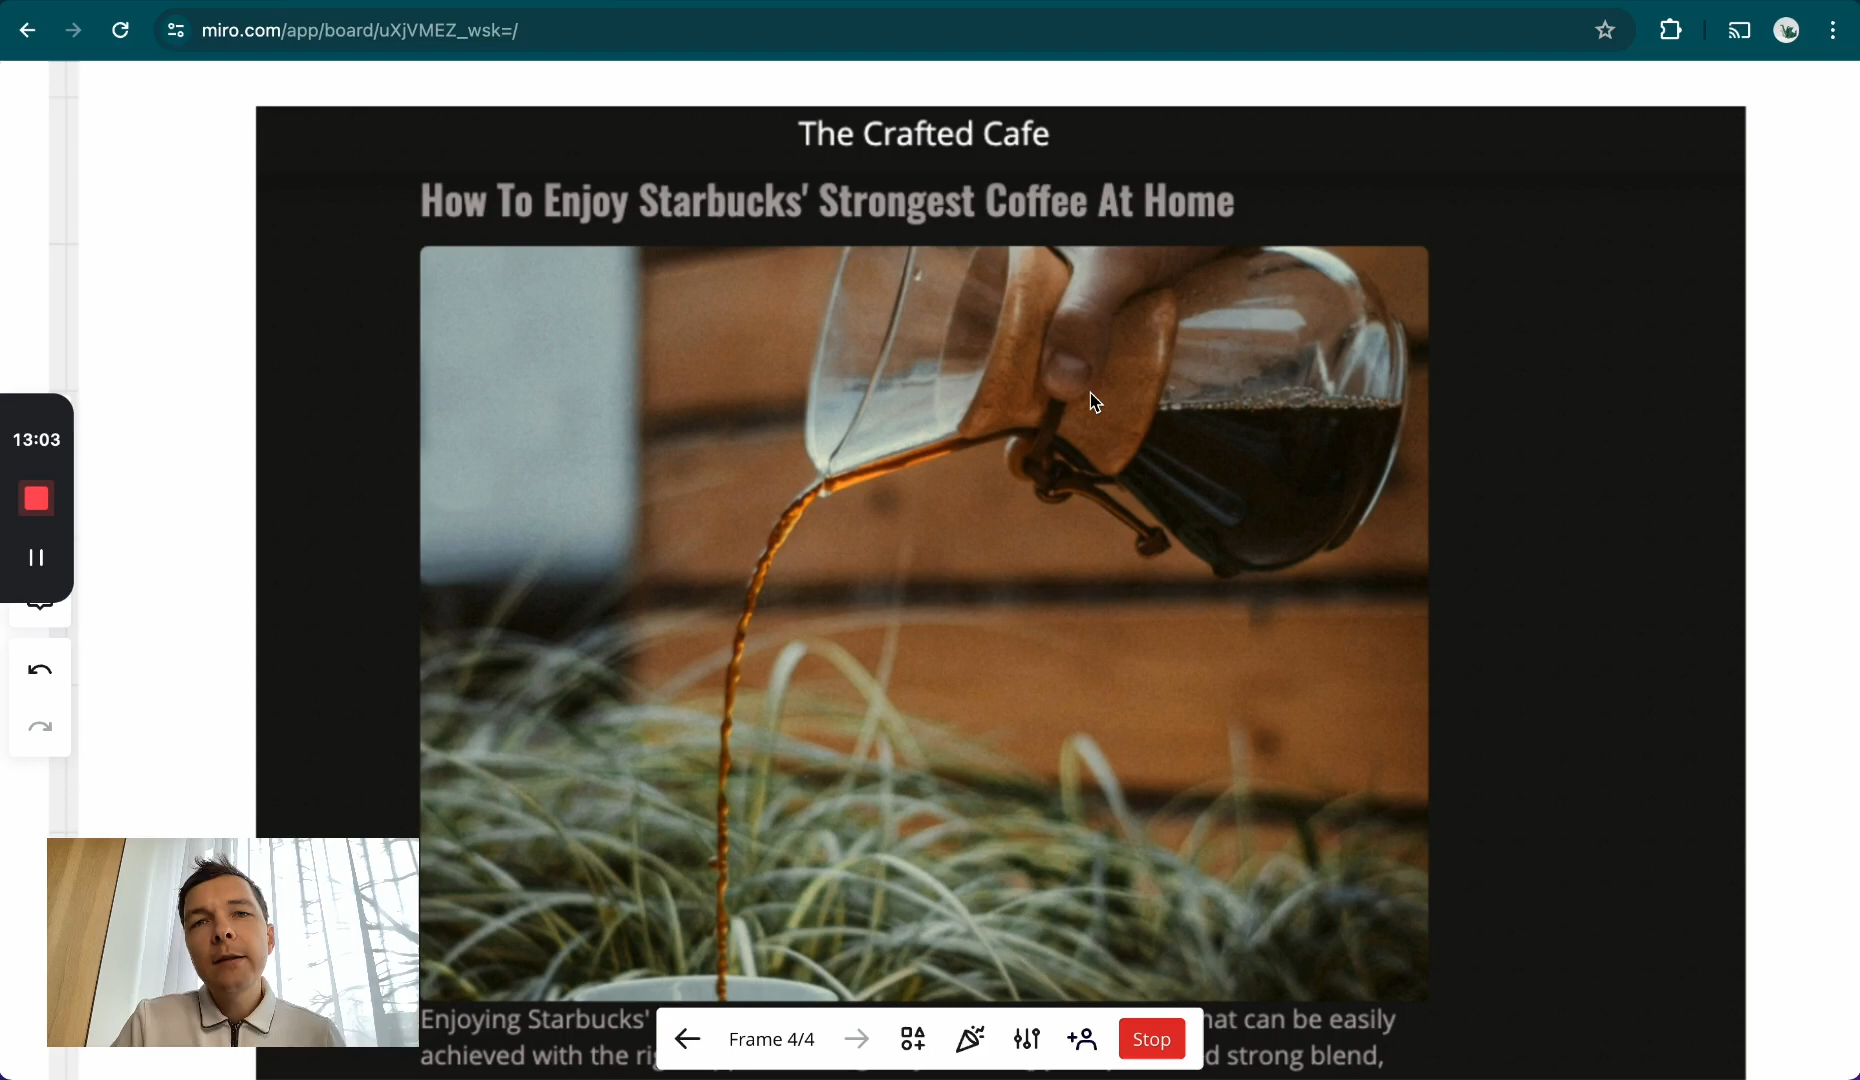 miro.com/app/board/uXjVMEZ_wsk=/
The Crafted Cafe
How To Enjoy Starbucks' Strongest Coffee At Home
13:03
Enjoying Starbucks' hat can be easily
achieved with the d strong blend,
Frame 4/4
Stop